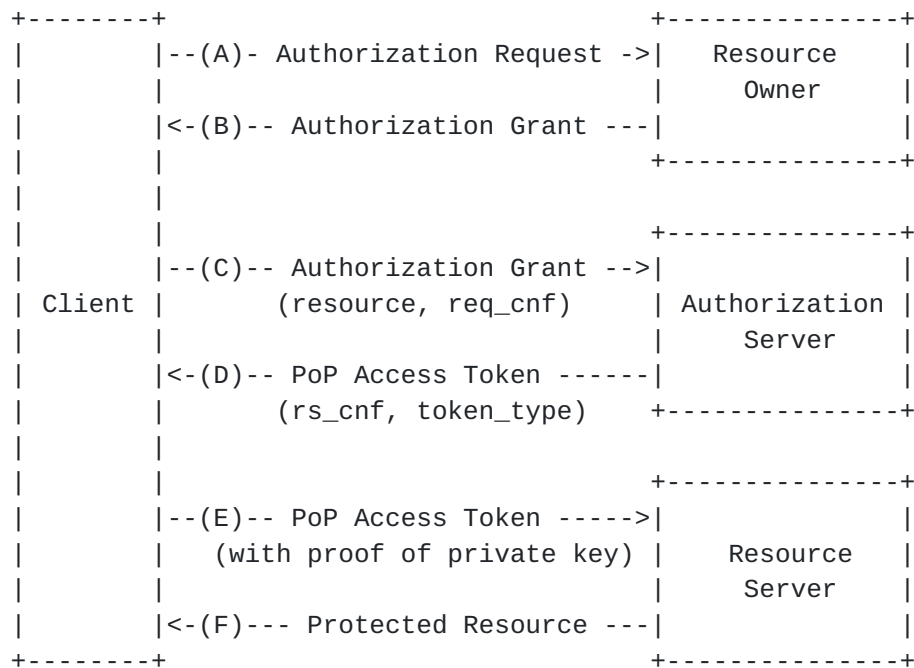 +--------+                               +---------------+
|        |--(A)- Authorization Request ->|   Resource    |
|        |                               |     Owner     |
|        |<-(B)-- Authorization Grant ---|               |
|        |                               +---------------+
|        |
|        |                               +---------------+
|        |--(C)-- Authorization Grant -->|               |
| Client |       (resource, req_cnf)     | Authorization |
|        |                               |     Server    |
|        |<-(D)-- PoP Access Token ------|               |
|        |       (rs_cnf, token_type)    +---------------+
|        |
|        |                               +---------------+
|        |--(E)-- PoP Access Token ----->|               |
|        |   (with proof of private key) |    Resource   |
|        |                               |     Server    |
|        |<-(F)--- Protected Resource ---|               |
+--------+                               +---------------+